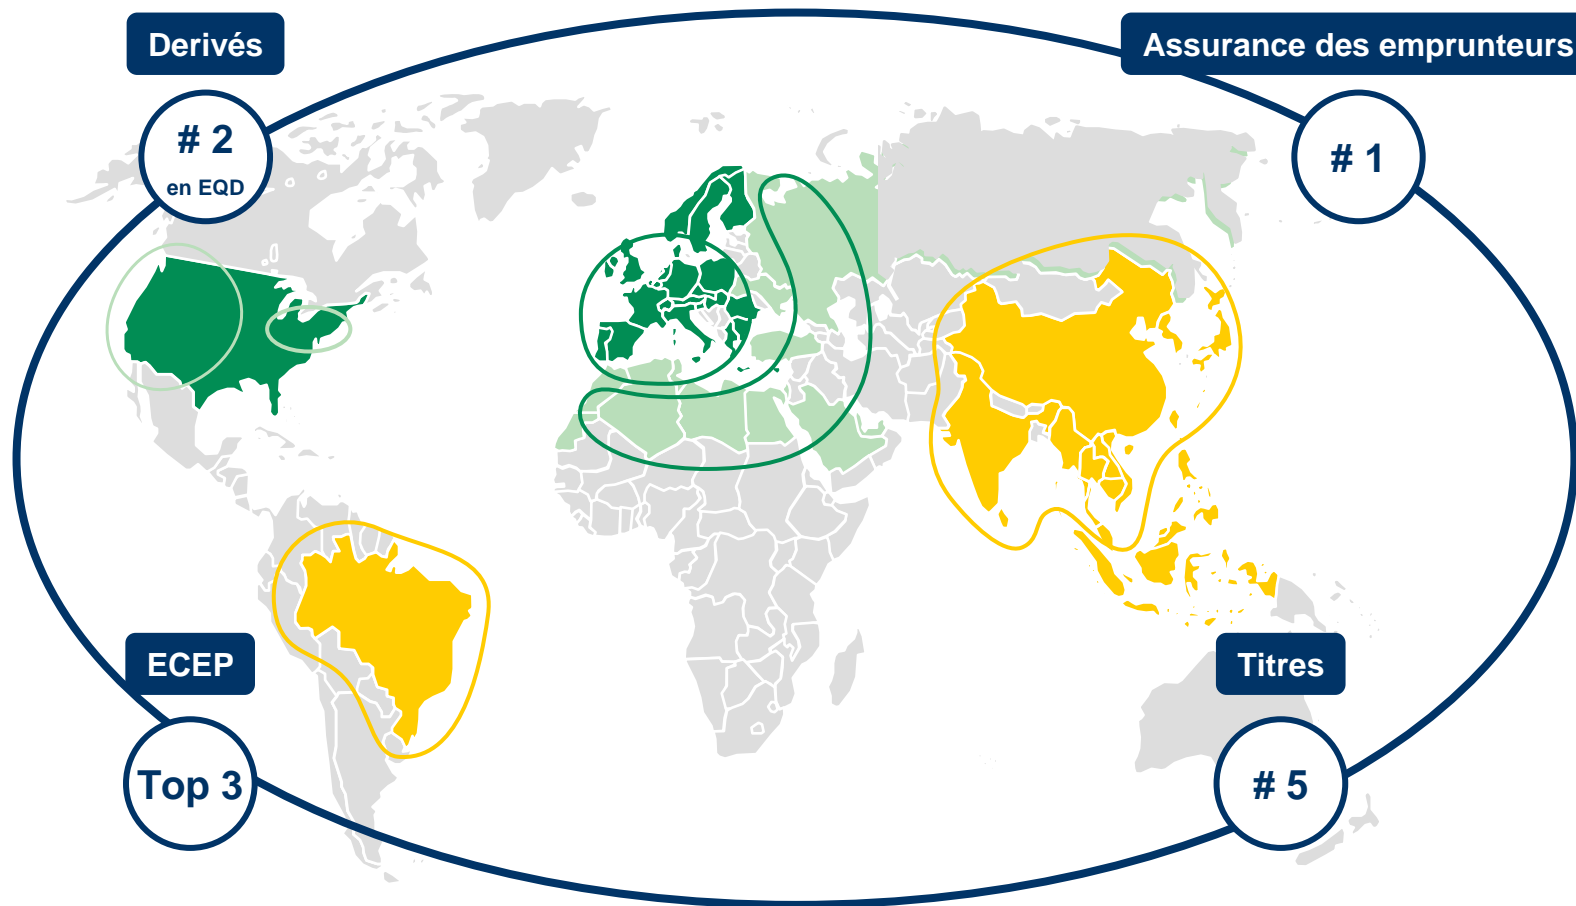 Derivés
Assurance des emprunteurs
# 2
en EQD
# 1
ECEP
Titres
Top 3
# 5